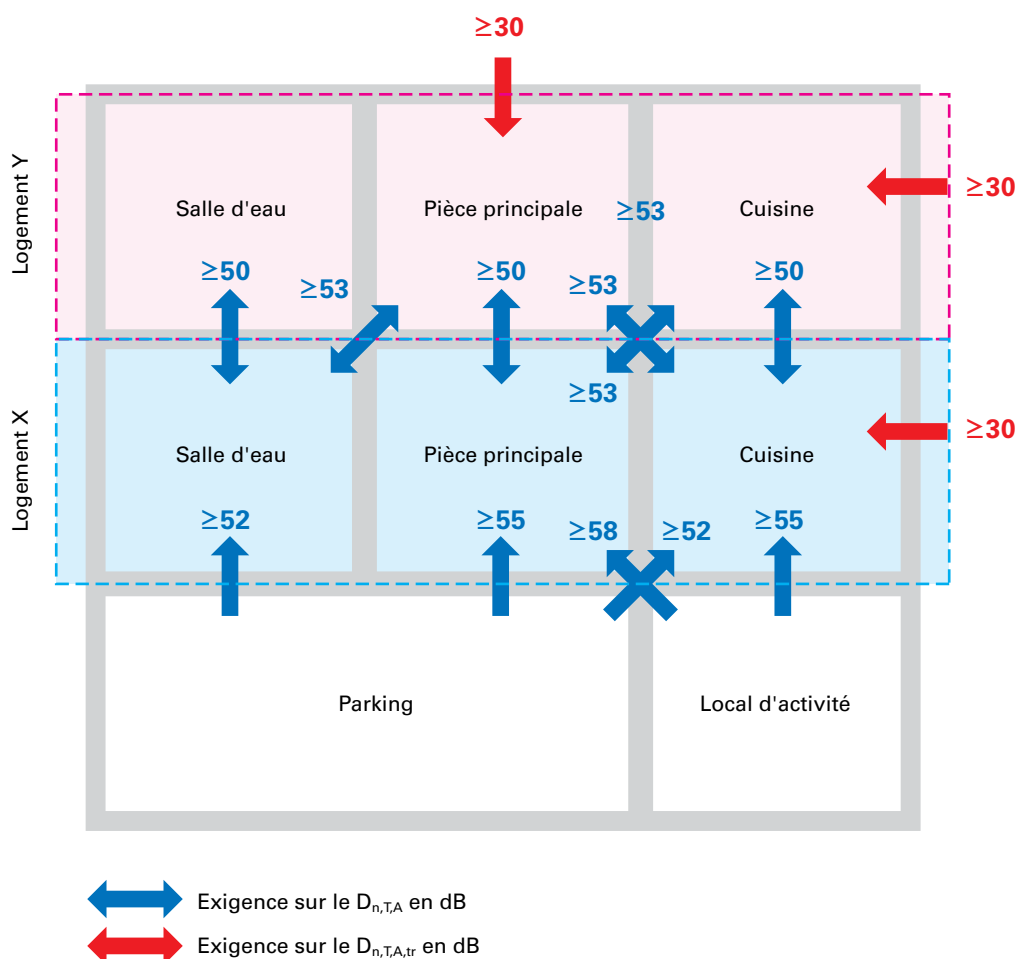 ≥30
Logement Y
Salle d'eau
Pièce principale
≥53
Cuisine
≥30
≥50
≥53
≥50
≥53
≥50
Logement X
≥53
≥30
Salle d'eau
Pièce principale
Cuisine
≥52
≥55
≥58
≥52
≥55
Parking
Local d'activité
Exigence sur le Dn,T,A en dB
Exigence sur le Dn,T,A,tr en dB